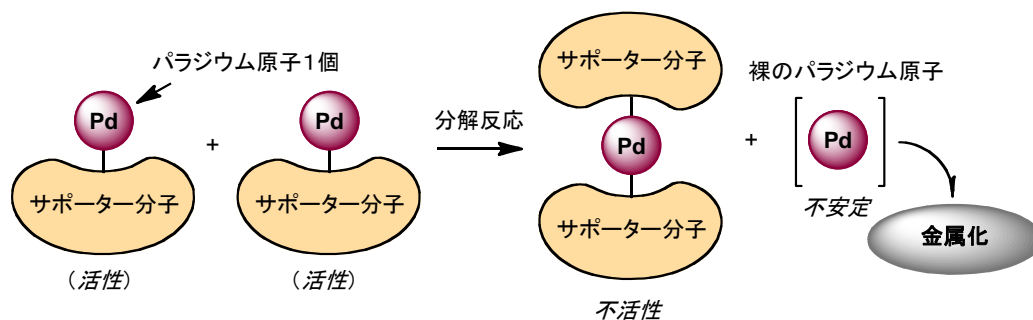 パラジウム原子1個
Pd
サポーター分子
(活性)
+
Pd
サポーター分子
(活性)
分解反応
サポーター分子
Pd
サポーター分子
不活性
+
裸のパラジウム原子
Pd
不安定
金属化